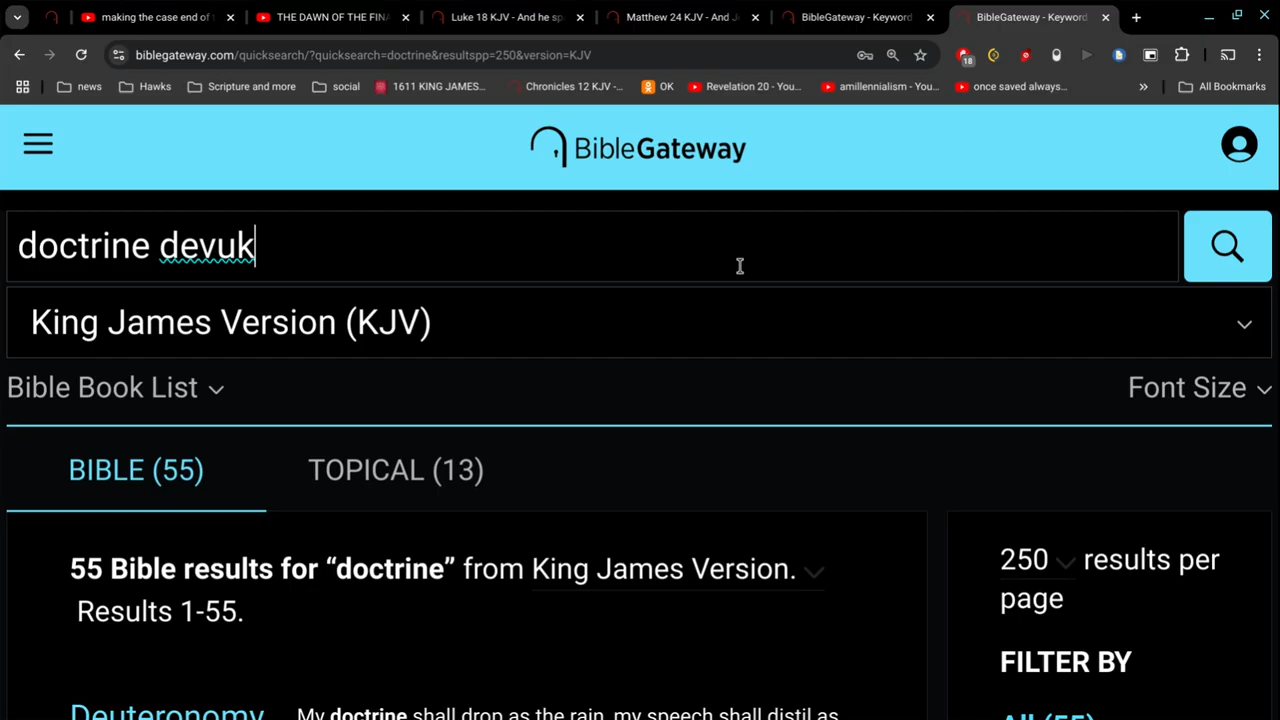 making the case end of
THE DAWN OF THE FINA
Luke 18 KJV - And he sp
Matthew 24 KJV - And J
BibleGateway - Keyword
BibleGateway - Keyword
biblegateway.com/quicksearch/?quicksearch=doctrine&resultspp=250&version=KJV
18
news
Hawks
Scripture and more
social
1611 KING JAMES...
Chronicles 12 KJV -...
OK
Revelation 20 - You...
amillennialism - You...
once saved always...
»
All Bookmarks
BibleGateway
doctrine devuk
King James Version (KJV)
Bible Book List
Font Size
BIBLE (55)
TOPICAL (13)
55 Bible results for “doctrine” from King James Version.
Results 1-55.
250 results per
page
FILTER BY
Deuteronomy
My doctrine shall drop as the rain, my speech shall distil as
All (55)